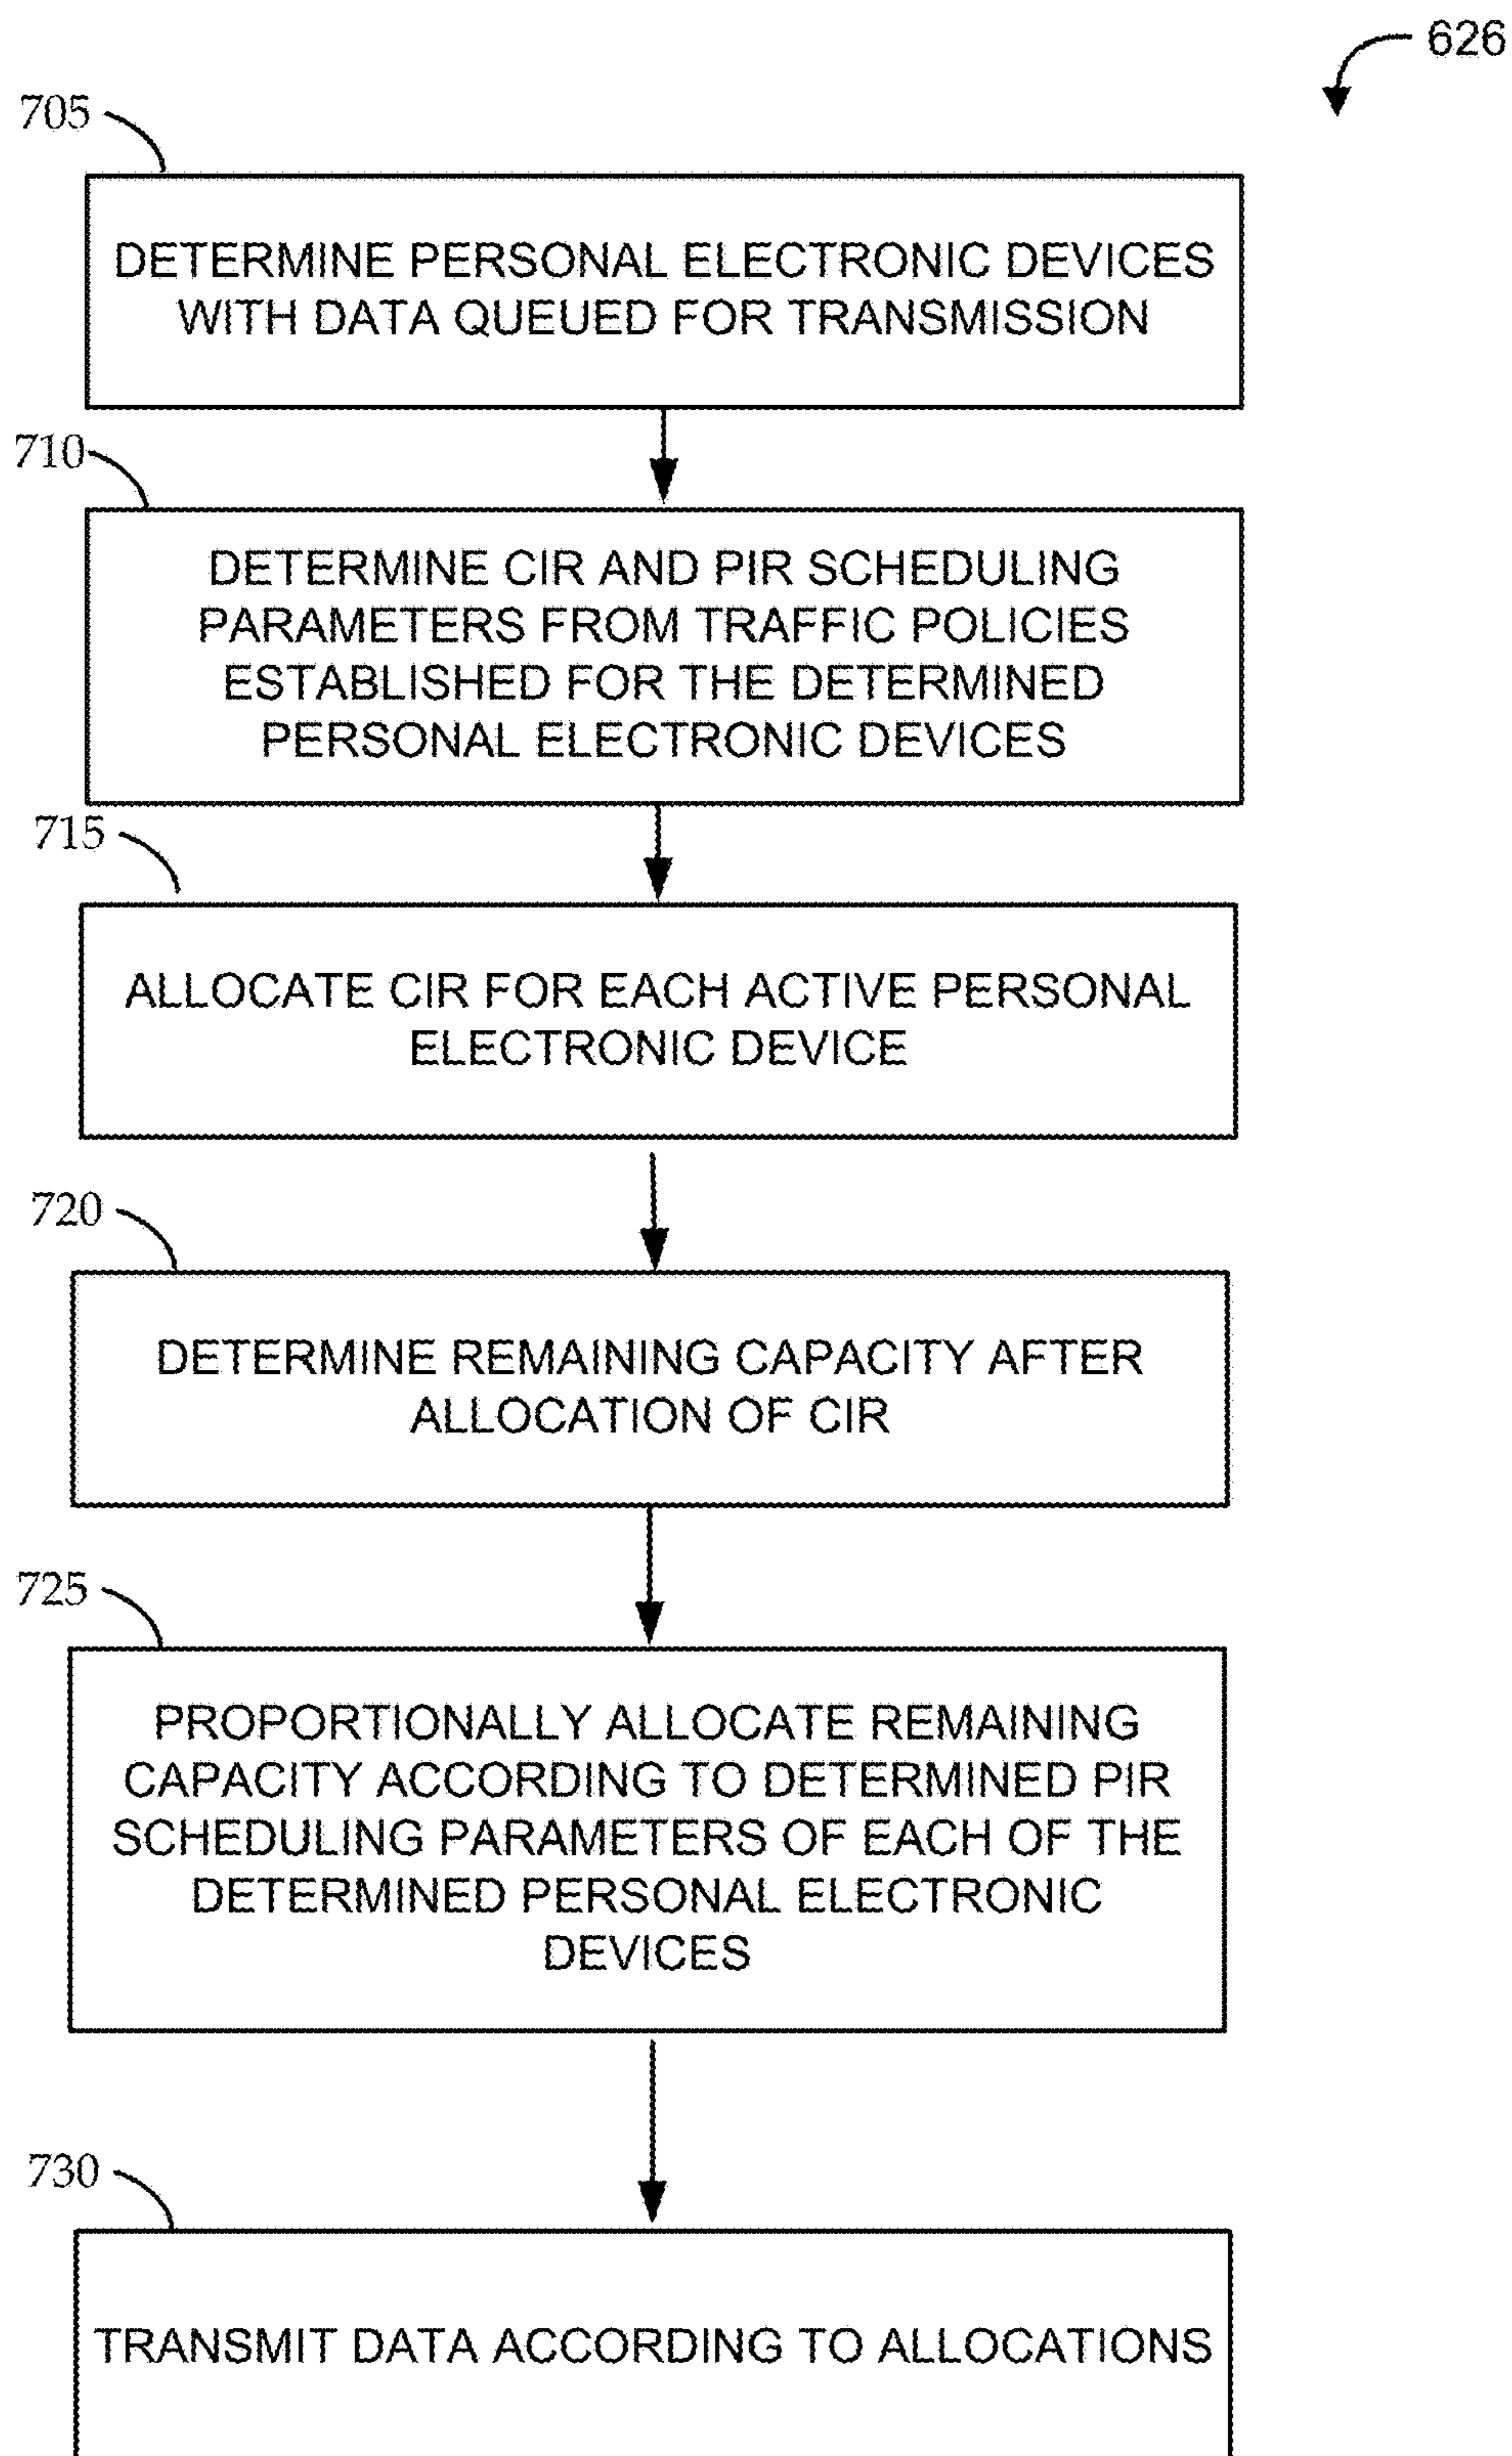 626
705
DETERMINE PERSONAL ELECTRONIC DEVICES
WITH DATA QUEUED FOR TRANSMISSION
710
DETERMINE CIR AND PIR SCHEDULING
PARAMETERS FROM TRAFFIC POLICIES
ESTABLISHED FOR THE DETERMINED
PERSONAL ELECTRONIC DEVICES
715
ALLOCATE CIR FOR EACH ACTIVE PERSONAL
ELECTRONIC DEVICE
720
DETERMINE REMAINING CAPACITY AFTER
ALLOCATION OF CIR
725
PROPORTIONALLY ALLOCATE REMAINING
CAPACITY ACCORDING TO DETERMINED PIR
SCHEDULING PARAMETERS OF EACH OF THE
DETERMINED PERSONAL ELECTRONIC
DEVICES
730
TRANSMIT DATA ACCORDING TO ALLOCATIONS